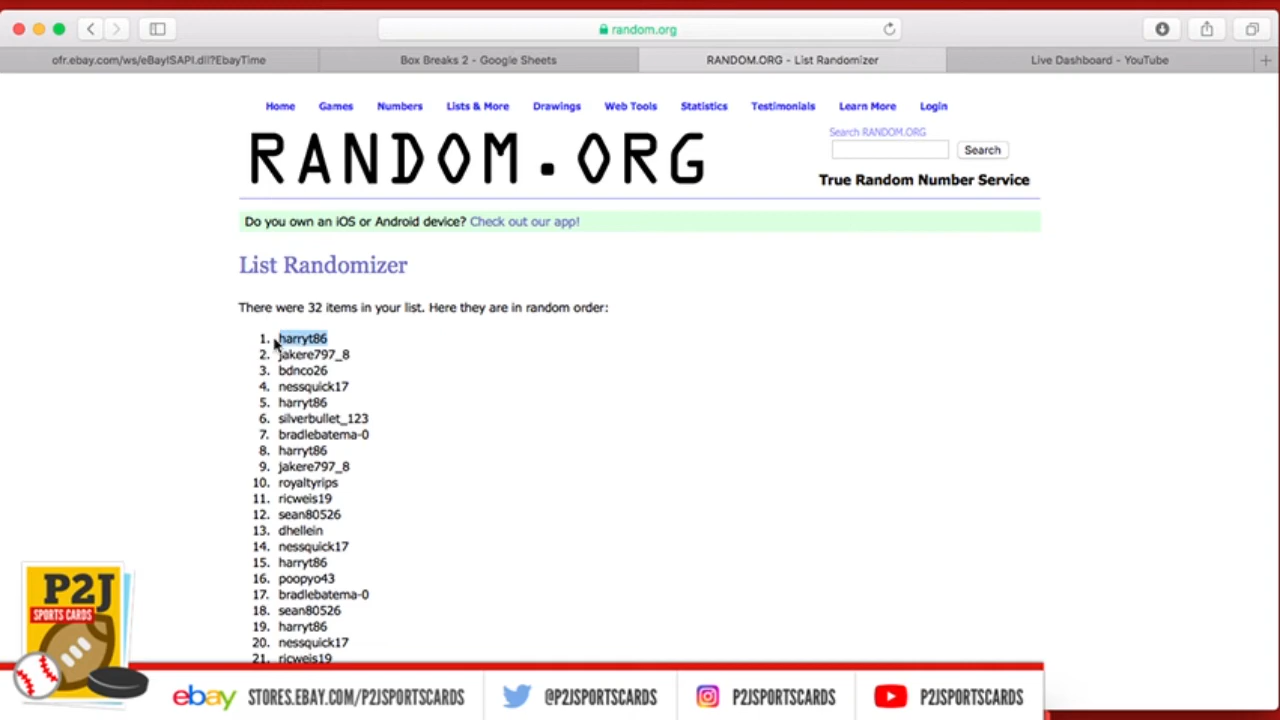 random.org
ofr.ebay.com/ws/eBayISAPI.dll?EbayTime
Box Breaks 2 - Google Sheets
RANDOM.ORG - List Randomizer
Live Dashboard - YouTube
Home Games Numbers Lists & More Drawings Web Tools Statistics Testimonials Learn More Login
RANDOM.ORG
Search RANDOM.ORG
Search
True Random Number Service
Do you own an iOS or Android device? Check out our app!
List Randomizer
There were 32 items in your list. Here they are in random order:
1. harryt86
2. jakere797_8
3. bdnco26
4. nessquick17
5. harryt86
6. silverbullet_123
7. bradlebatema-0
8. harryt86
9. jakere797_8
10. royaltyrips
11. ricweis19
12. sean80526
13. dhellein
14. nessquick17
15. harryt86
16. poopyo43
17. bradlebatema-0
18. sean80526
19. harryt86
20. nessquick17
21. ricweis19
P2J
SPORTS CARDS
ebay STORES.EBAY.COM/P2JSPORTSCARDS
@P2JSPORTSCARDS
P2JSPORTSCARDS
P2JSPORTSCARDS